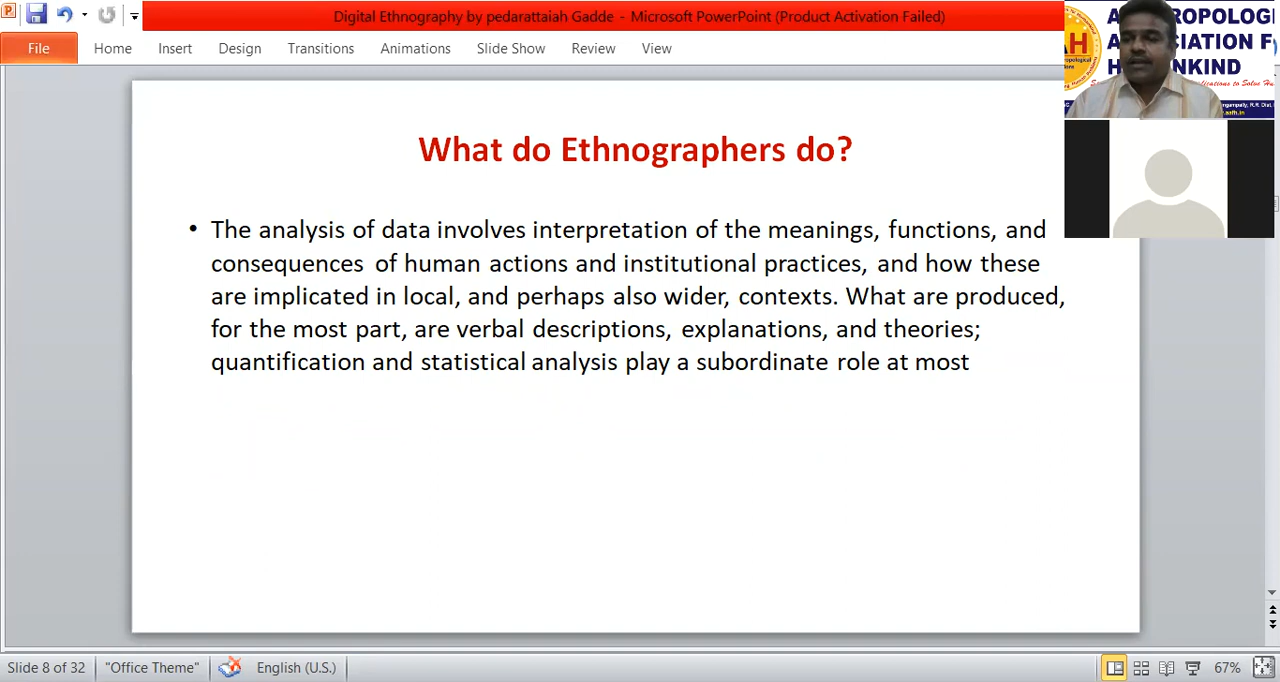 Digital Ethnography by pedarattaiah Gadde - Microsoft PowerPoint (Product Activation Failed)
File Home Insert Design Transitions Animations Slide Show Review View
What do Ethnographers do?
• The analysis of data involves interpretation of the meanings, functions, and
consequences of human actions and institutional practices, and how these
are implicated in local, and perhaps also wider, contexts. What are produced,
for the most part, are verbal descriptions, explanations, and theories;
quantification and statistical analysis play a subordinate role at most
Slide 8 of 32 "Office Theme" English (U.S.) 67%